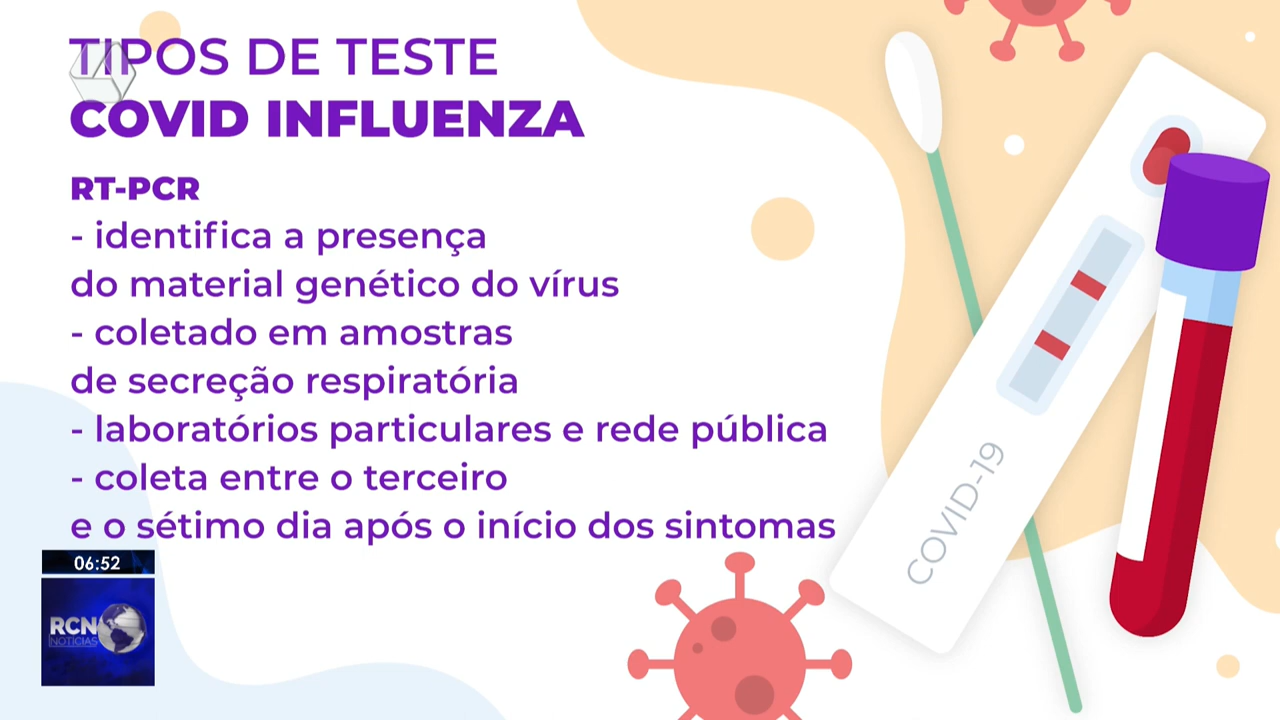 TIPOS DE TESTE
COVID INFLUENZA
RT-PCR
- identifica a presença
do material genético do vírus
- coletado em amostras
de secreção respiratória
- laboratórios particulares e rede pública
- coleta entre o terceiro
e o sétimo dia após o início dos sintomas
COVID-19
06:52
RCN
NOTÍCIAS